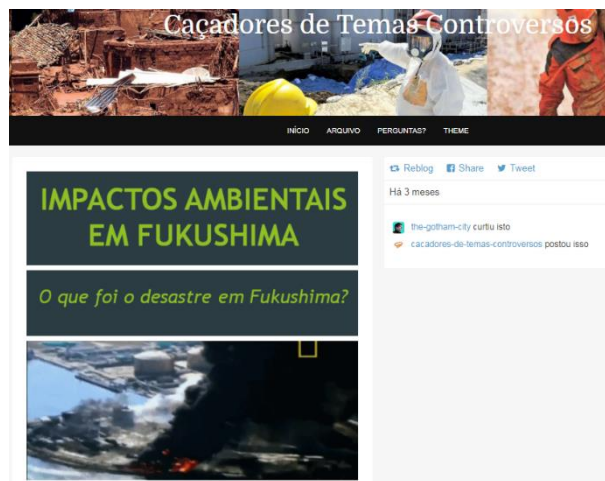 Caçadores de Temas Controversos
INÍCIO ARQUIVO PERGUNTAS? THEME
IMPACTOS AMBIENTAIS
EM FUKUSHIMA
O que foi o desastre em Fukushima?
Reblog Share Tweet
Há 3 meses
the-gotham-city curtiu isto
cacadores-de-temas-controversos postou isso